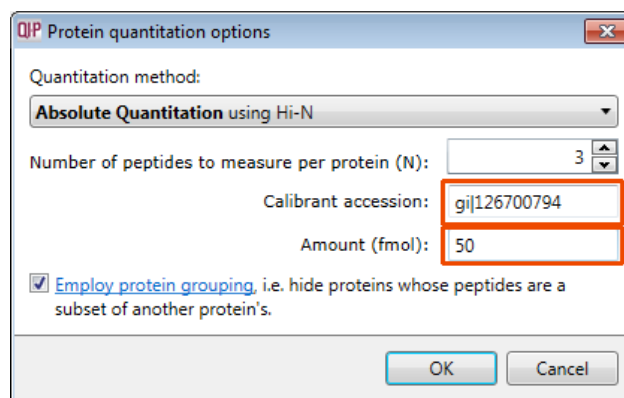 QIP Protein quantitation options
Quantitation method:
Absolute Quantitation using Hi-N
Number of peptides to measure per protein (N): 3
Calibrant accession: gi|126700794
Amount (fmol): 50
Employ protein grouping, i.e. hide proteins whose peptides are a
subset of another protein's.
OK Cancel